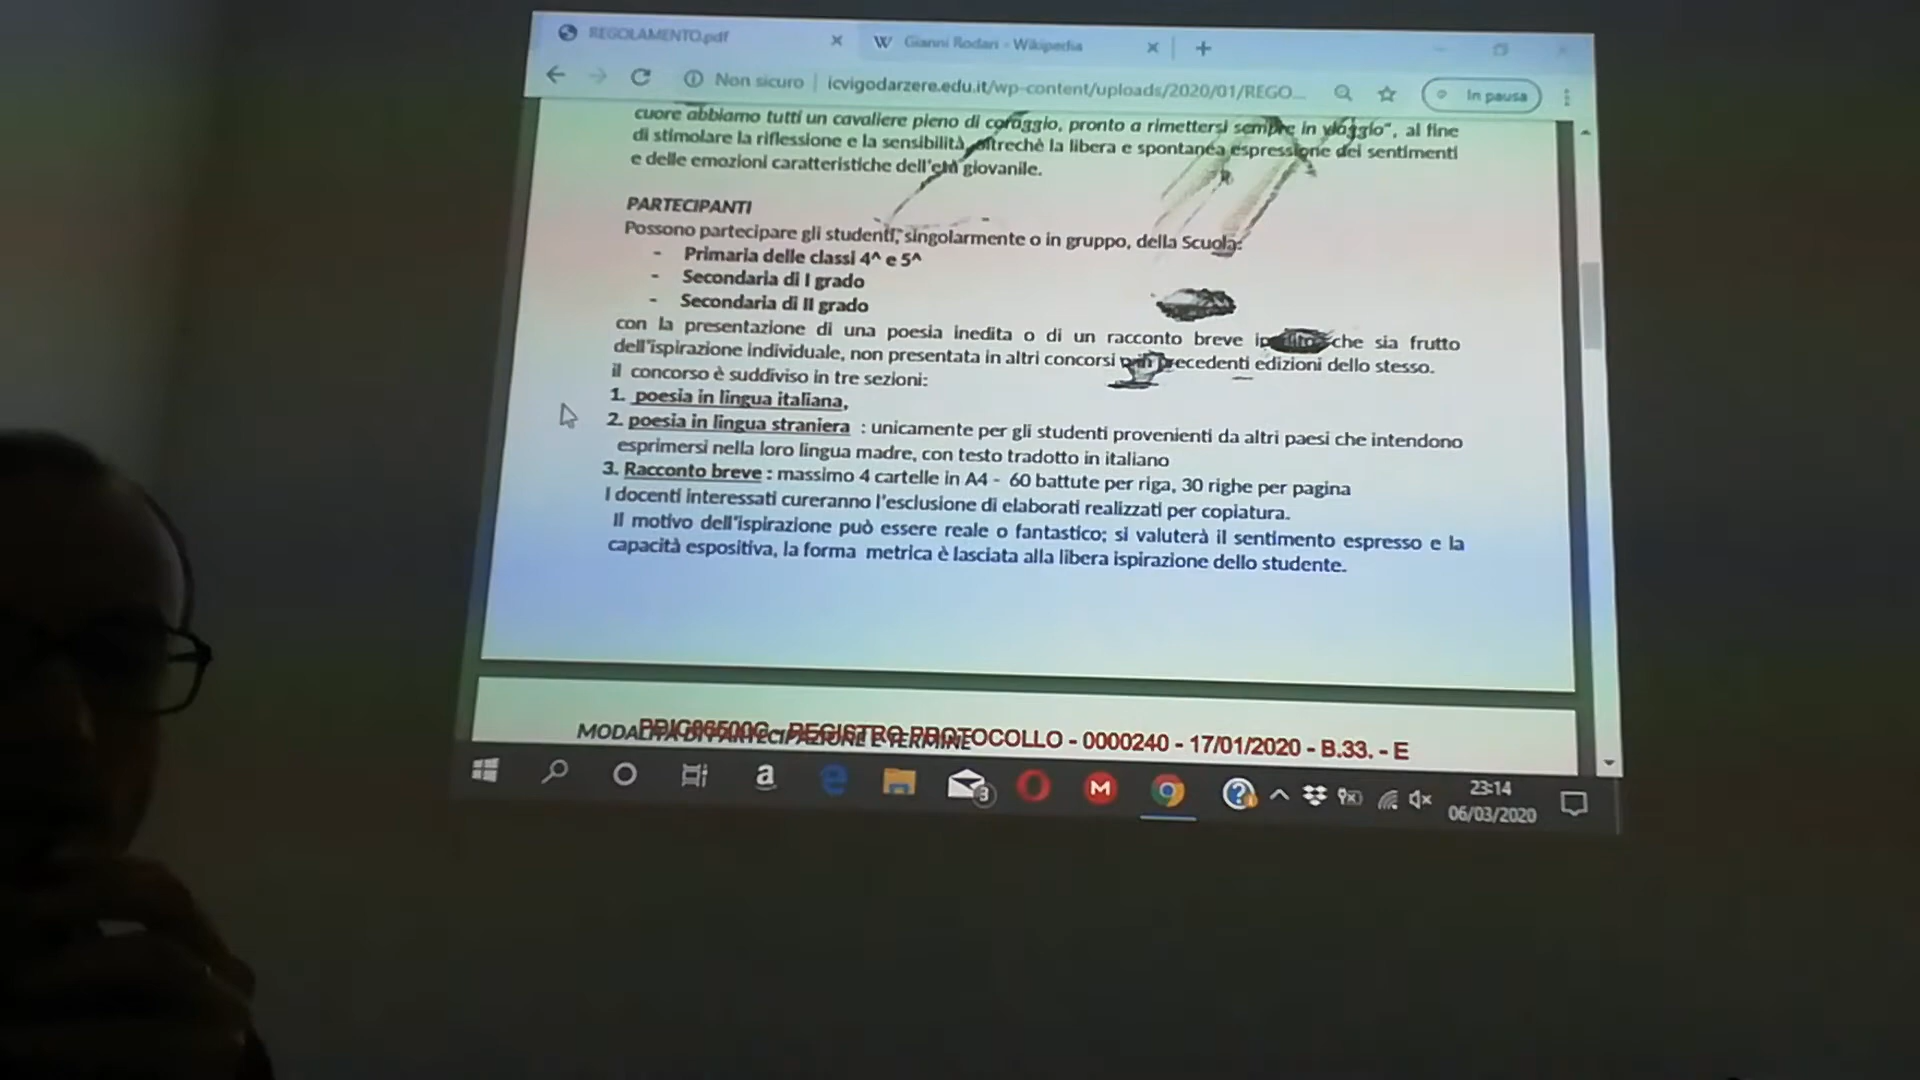 REGOLAMENTO.pdf
Gianni Rodari - Wikipedia
Non sicuro | icvigodarzere.edu.it/wp-content/uploads/2020/01/REGO...
In pausa
cuore abbiamo tutti un cavaliere pieno di coraggio, pronto a rimettersi sempre in viaggio", al fine
di stimolare la riflessione e la sensibilità, oltrechè la libera e spontanea espressione dei sentimenti
e delle emozioni caratteristiche dell'età giovanile.
PARTECIPANTI
Possono partecipare gli studenti, singolarmente o in gruppo, della Scuola:
- Primaria delle classi 4^ e 5^
- Secondaria di I grado
- Secondaria di II grado
con la presentazione di una poesia inedita o di un racconto breve che sia frutto
dell'ispirazione individuale, non presentata in altri concorsi precedenti edizioni dello stesso.
il concorso è suddiviso in tre sezioni:
1. poesia in lingua italiana,
2. poesia in lingua straniera : unicamente per gli studenti provenienti da altri paesi che intendono
esprimersi nella loro lingua madre, con testo tradotto in italiano
3. Racconto breve : massimo 4 cartelle in A4 - 60 battute per riga, 30 righe per pagina
I docenti interessati cureranno l'esclusione di elaborati realizzati per copiatura.
Il motivo dell'ispirazione può essere reale o fantastico; si valuterà il sentimento espresso e la
capacità espositiva, la forma metrica è lasciata alla libera ispirazione dello studente.
REGISTRO PROTOCOLLO - 0000240 - 17/01/2020 - B.33. - E
3
23:14
06/03/2020